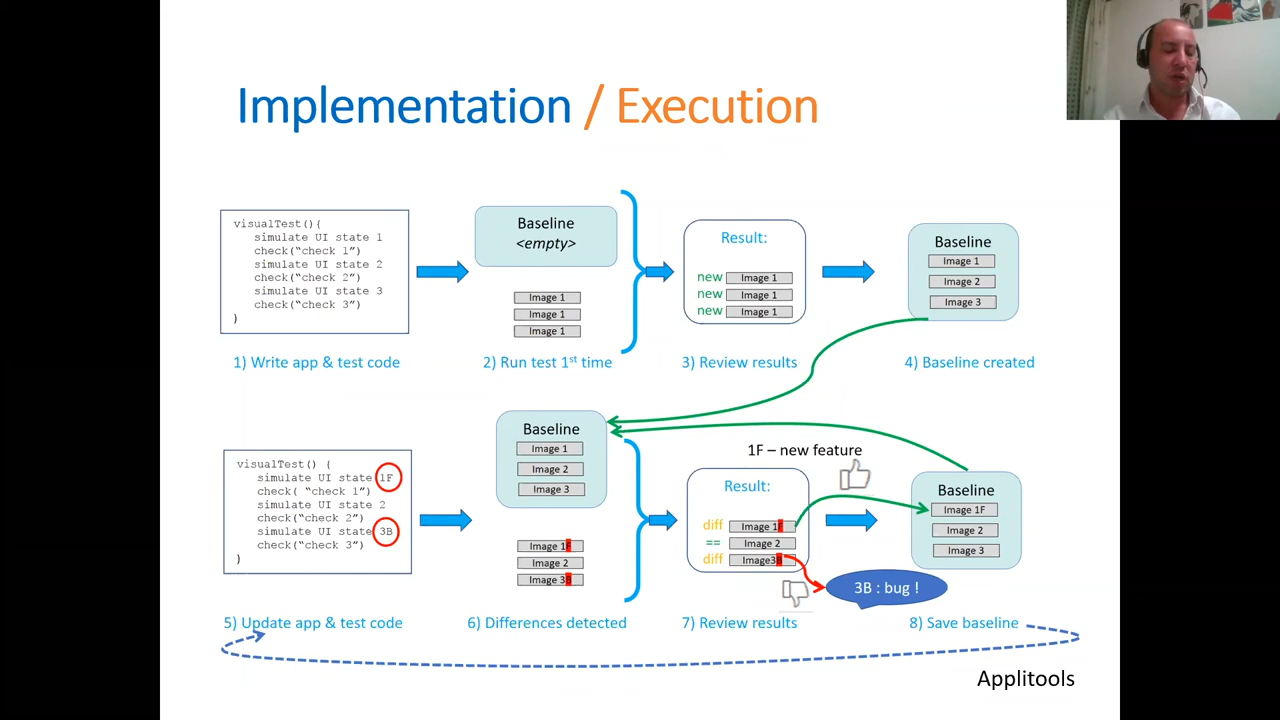 Implementation / Execution
visualTest(){
simulate UI state 1
check("check 1")
simulate UI state 2
check("check 2")
simulate UI state 3
check("check 3")
}
1) Write app & test code
Baseline
<empty>
Image 1
Image 1
Image 1
2) Run test 1st time
Result:
new Image 1
new Image 1
new Image 1
3) Review results
Baseline
Image 1
Image 2
Image 3
4) Baseline created
visualTest() {
simulate UI state 1F
check( "check 1")
simulate UI state 2
check("check 2")
simulate UI state 3B
check("check 3")
}
5) Update app & test code
Baseline
Image 1
Image 2
Image 3
Image 1F
Image 2
Image 3B
6) Differences detected
1F – new feature
Result:
diff Image 1F
== Image 2
diff Image3B
7) Review results
Baseline
Image 1F
Image 2
Image 3
3B : bug !
8) Save baseline
Applitools